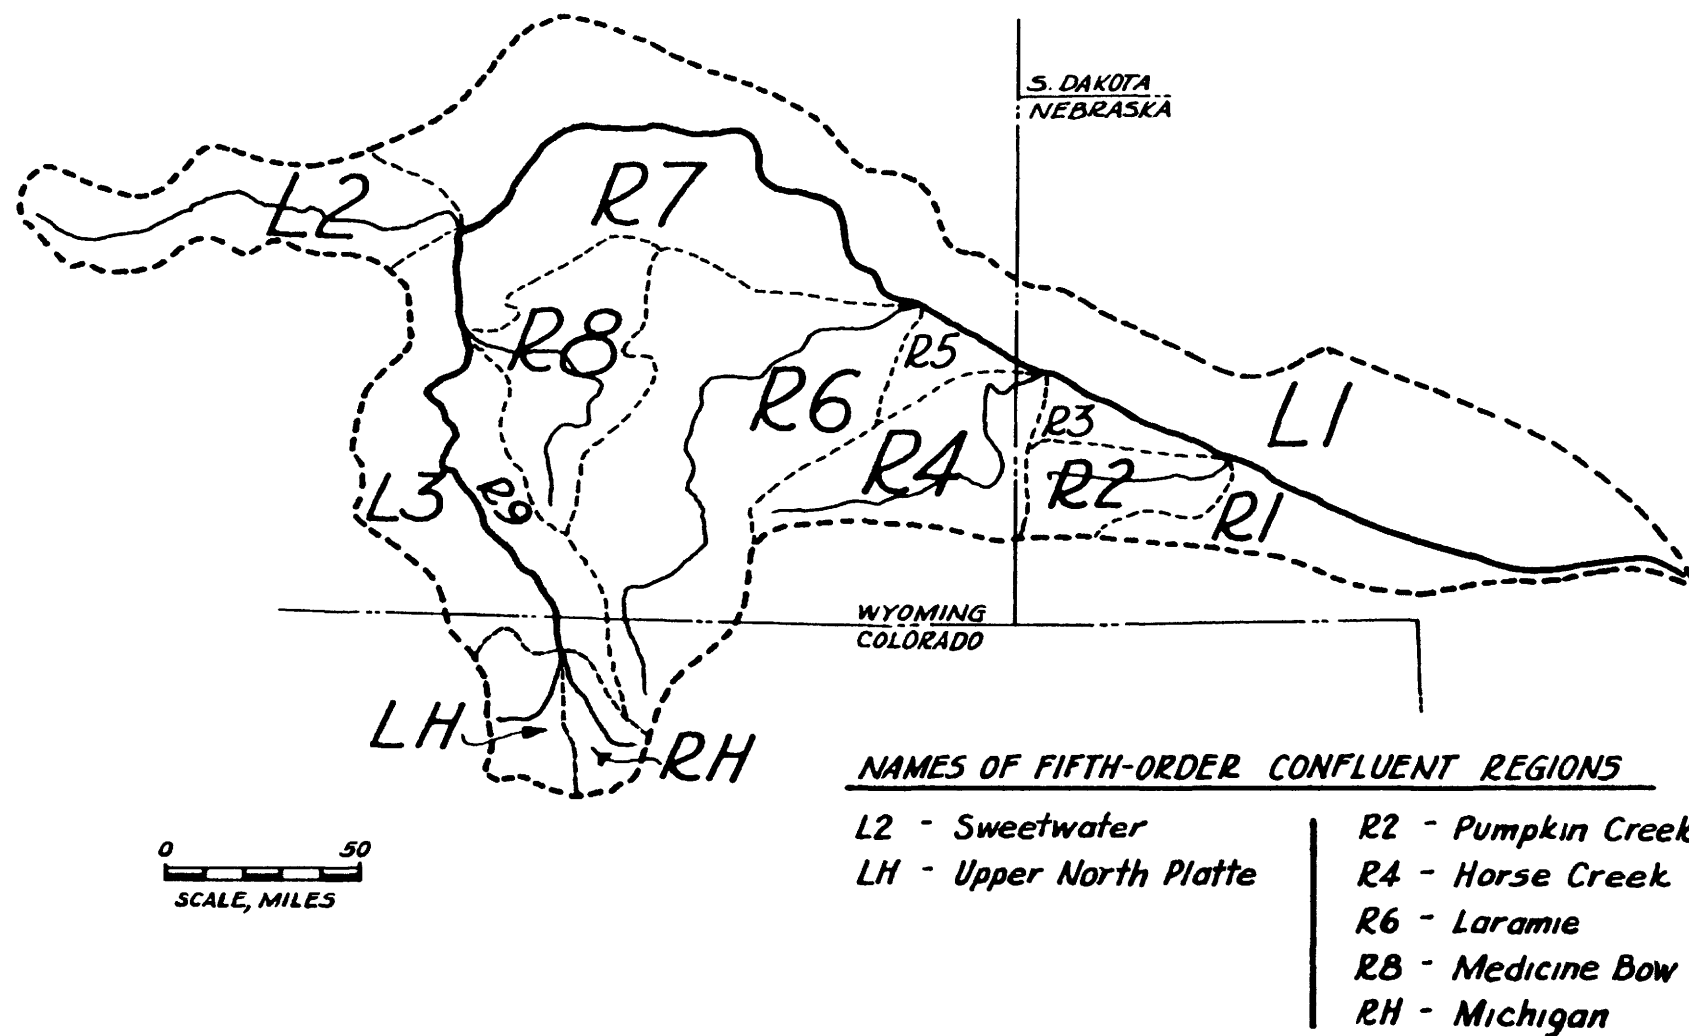 S. DAKOTA
NEBRASKA
L2
R7
R8
R5
R6
R3
L1
R4
L3
R9
R2
R1
WYOMING
COLORADO
LH
RH
NAMES OF FIFTH-ORDER CONFLUENT REGIONS
L2 - Sweetwater
LH - Upper North Platte
R2 - Pumpkin Creek
R4 - Horse Creek
R6 - Laramie
R8 - Medicine Bow
RH - Michigan
0 50
SCALE, MILES